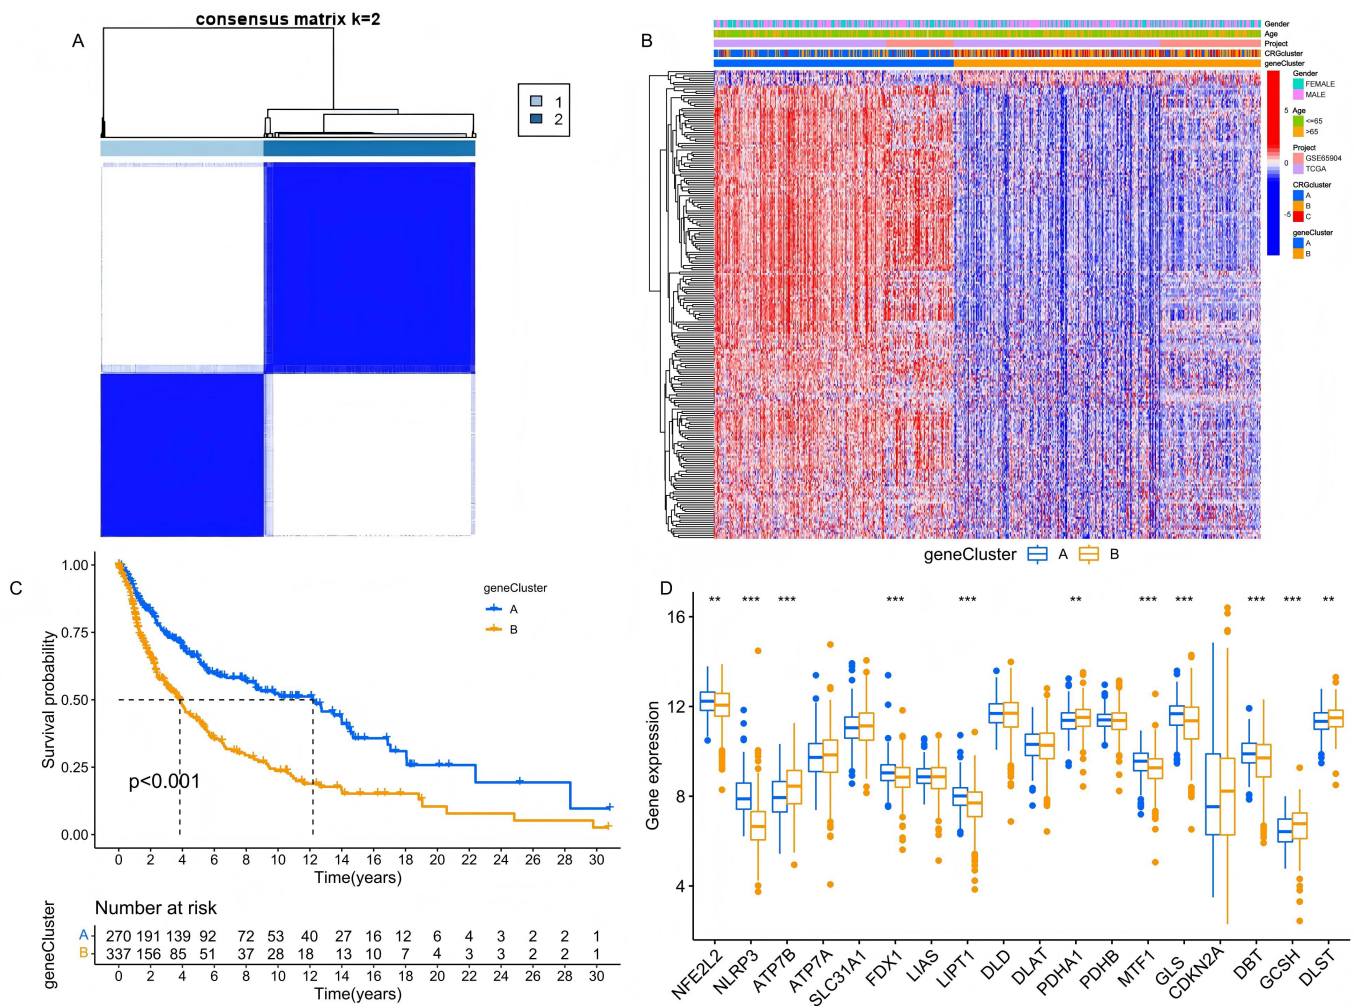 consensus matrix k=2
A
1
2
B
Gender
Age
Project
CRGcluster
geneCluster
5
0
-5
Gender
FEMALE
MALE
Age
<=65
>65
Project
GSE65904
TCGA
CRGcluster
A
B
C
geneCluster
A
B
C
1.00
0.75
0.50
0.25
0.00
Survival probability
geneCluster
A
B
p<0.001
0 2 4 6 8 10 12 14 16 18 20 22 24 26 28 30
Time(years)
Number at risk
geneCluster
A 270 191 139 92 72 53 40 27 16 12 6 4 3 2 2 1
B 337 156 85 51 37 28 18 13 10 7 4 3 3 2 2 1
0 2 4 6 8 10 12 14 16 18 20 22 24 26 28 30
Time(years)
geneCluster A B
D
** *** *** *** *** ** *** *** *** *** **
16
12
8
4
Gene expression
NFE2L2 NLRP3 ATP7B ATP7A SLC31A1 FDX1 LIAS LIPT1 DLD DLAT PDHA1 PDHB MTF1 GLS CDKN2A DBT GCSH DLST